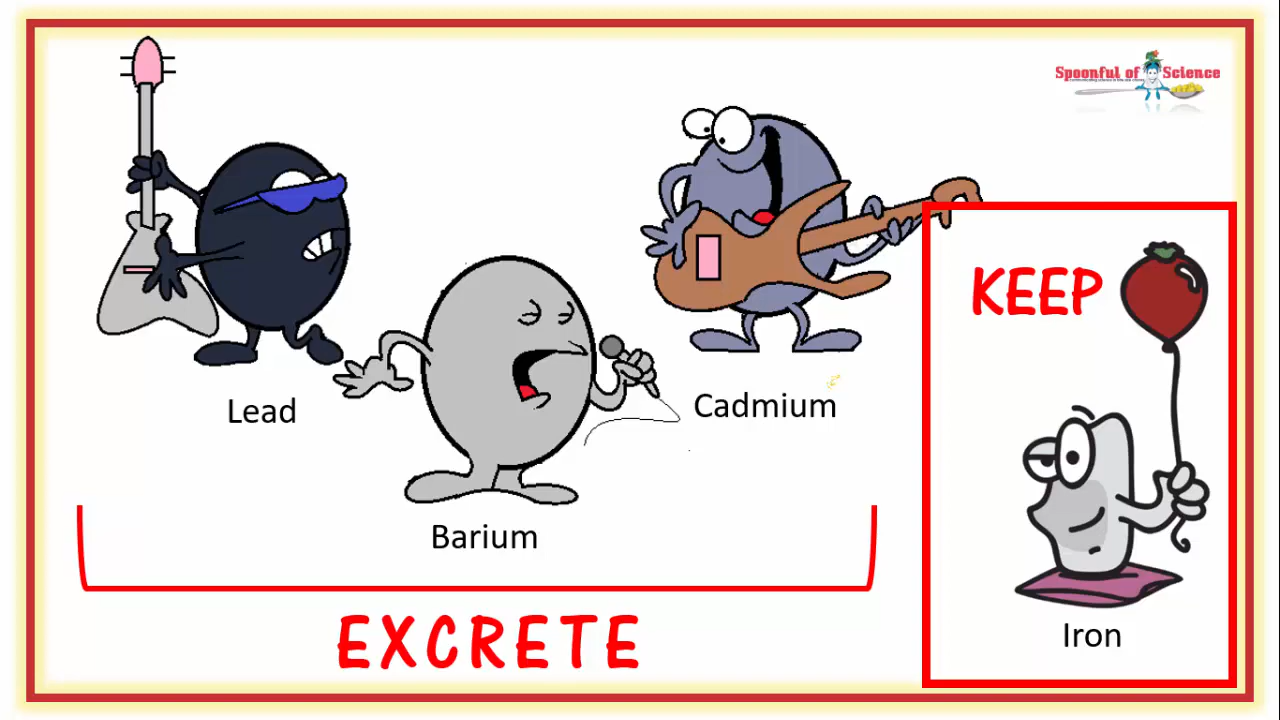 Spoonful of Science
KEEP
Lead
Cadmium
Barium
EXCRETE
Iron